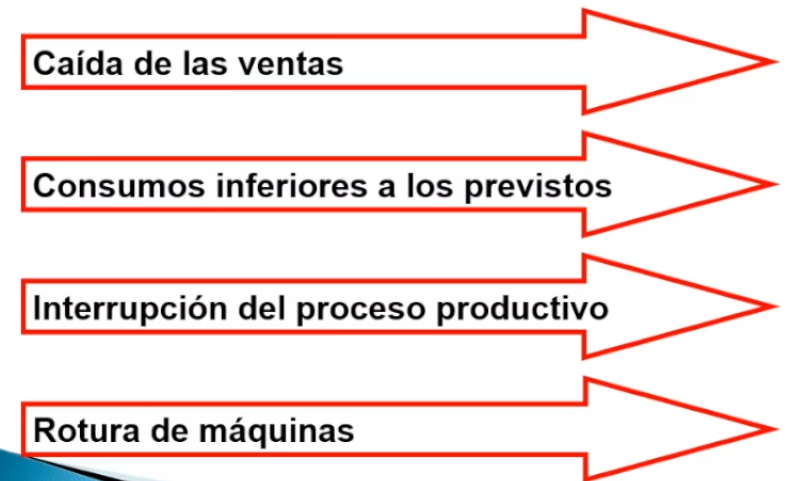 Caída de las ventas
Consumos inferiores a los previstos
Interrupción del proceso productivo
Rotura de máquinas